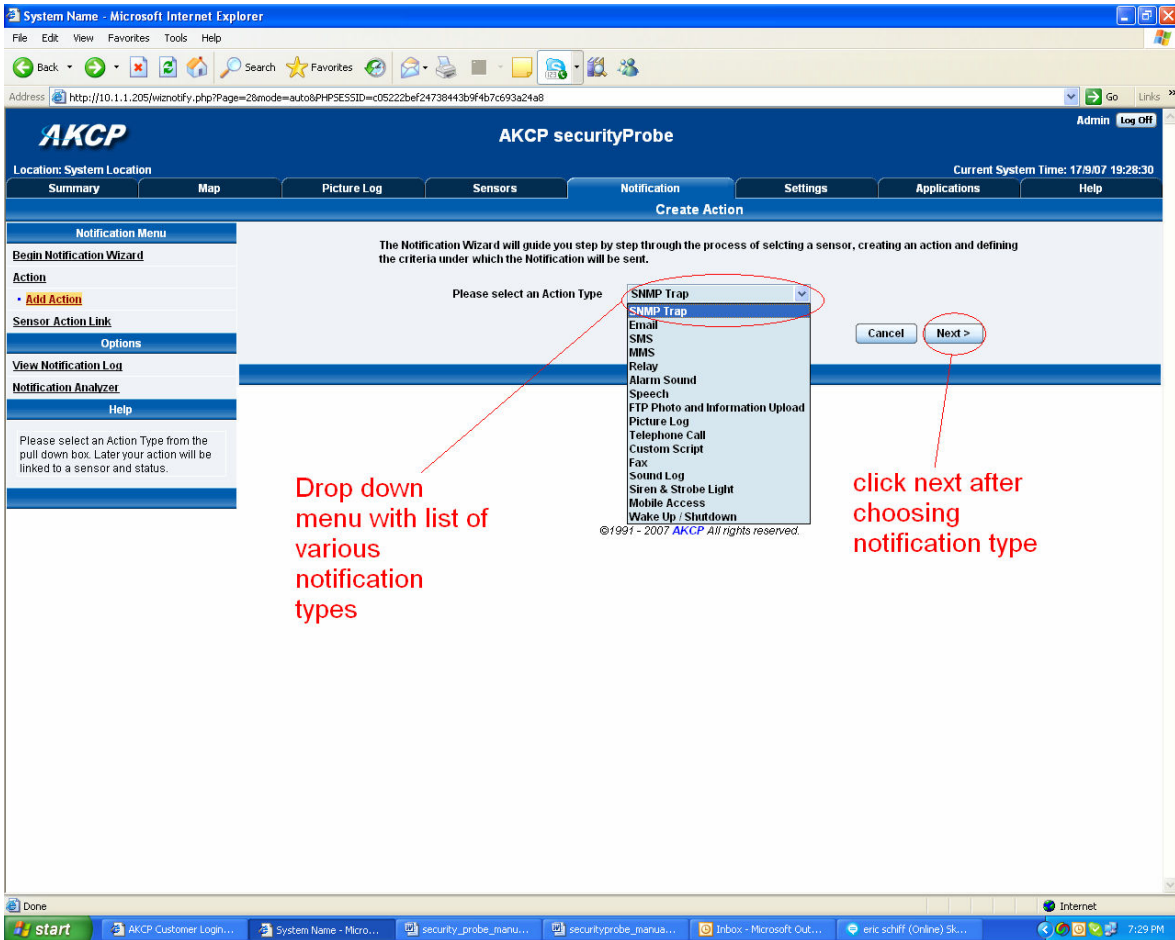 System Name - Microsoft Internet Explorer
File Edit View Favorites Tools Help
Back Search Favorites
Address http://10.1.1.205/wiznotify.php?Page=2&mode=auto&PHPSESSID=c05222bef24738443b9f4b7c693a24a8 Go Links »
AKCP
AKCP securityProbe
Admin Log Off
Location: System Location
Current System Time: 17/9/07 19:28:30
Summary Map Picture Log Sensors Notification Settings Applications Help
Create Action
Notification Menu
Begin Notification Wizard
Action
• Add Action
Sensor Action Link
Options
View Notification Log
Notification Analyzer
Help
Please select an Action Type from the
pull down box. Later your action will be
linked to a sensor and status.
The Notification Wizard will guide you step by step through the process of selcting a sensor, creating an action and defining
the criteria under which the Notification will be sent.
Please select an Action Type SNMP Trap
SNMP Trap
Email
SMS
MMS
Relay
Alarm Sound
Speech
FTP Photo and Information Upload
Picture Log
Telephone Call
Custom Script
Fax
Sound Log
Siren & Strobe Light
Mobile Access
Wake Up / Shutdown
Cancel Next >
©1991 - 2007 AKCP All rights reserved.
Drop down
menu with list of
various
notification
types
click next after
choosing
notification type
Done
Internet
start
AKCP Customer Login...
System Name - Micro...
security_probe_manu...
securityprobe_manua...
Inbox - Microsoft Out...
eric schiff (Online) Sk...
7:29 PM